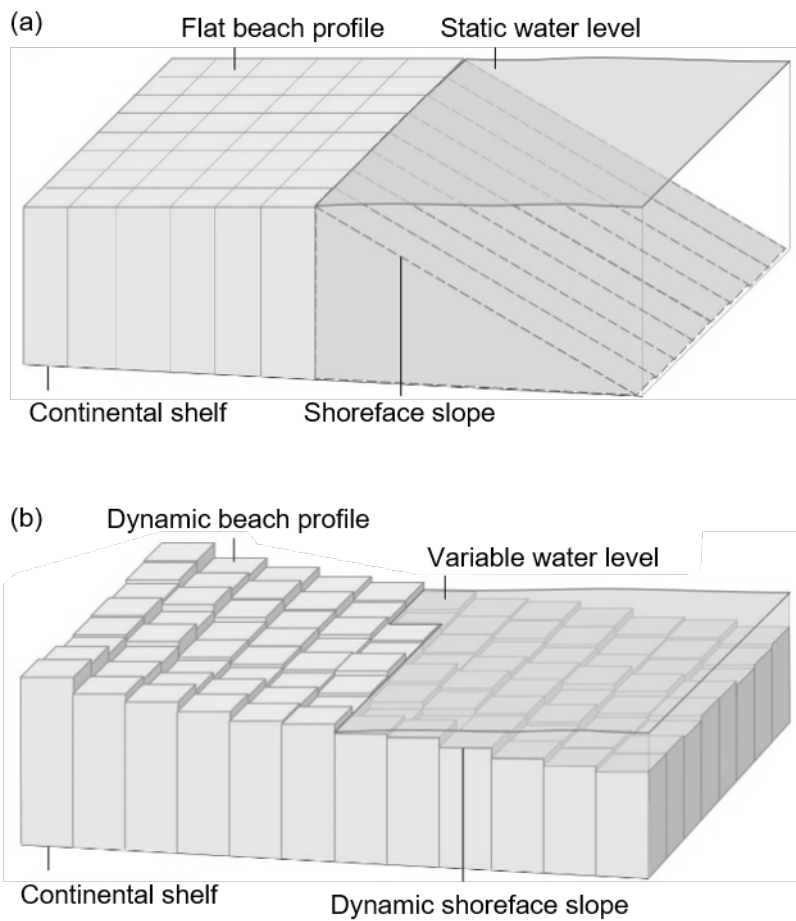 (a)
Flat beach profile
Static water level
Continental shelf
Shoreface slope
(b)
Dynamic beach profile
Variable water level
Continental shelf
Dynamic shoreface slope